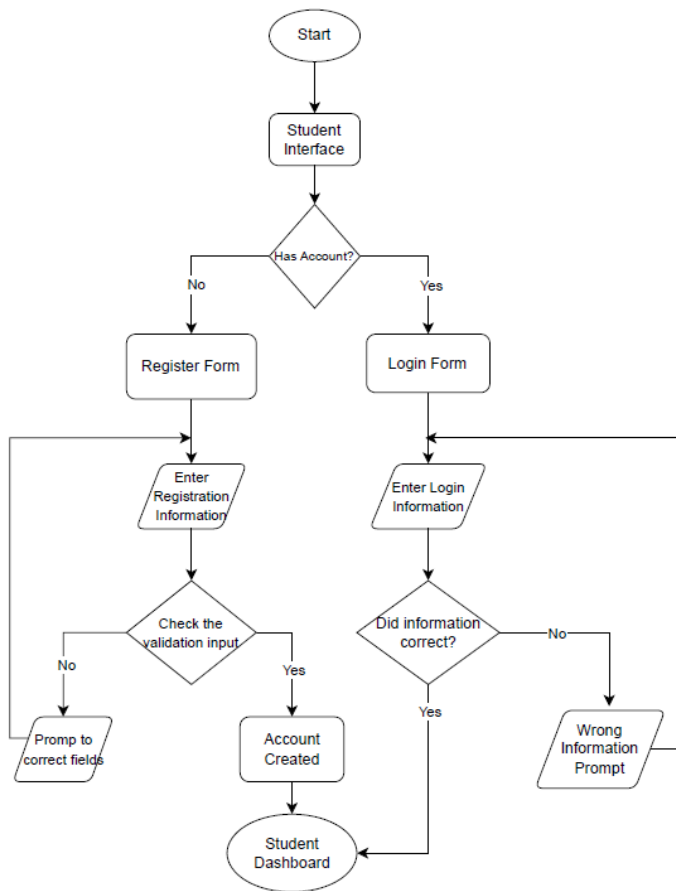 Start
Student
Interface
Has Account?
No
Yes
Register Form
Login Form
Enter
Registration
Information
Enter Login
Information
Check the
validation input
Did information
correct?
No
Yes
No
Yes
Promp to
correct fields
Account
Created
Wrong
Information
Prompt
Student
Dashboard